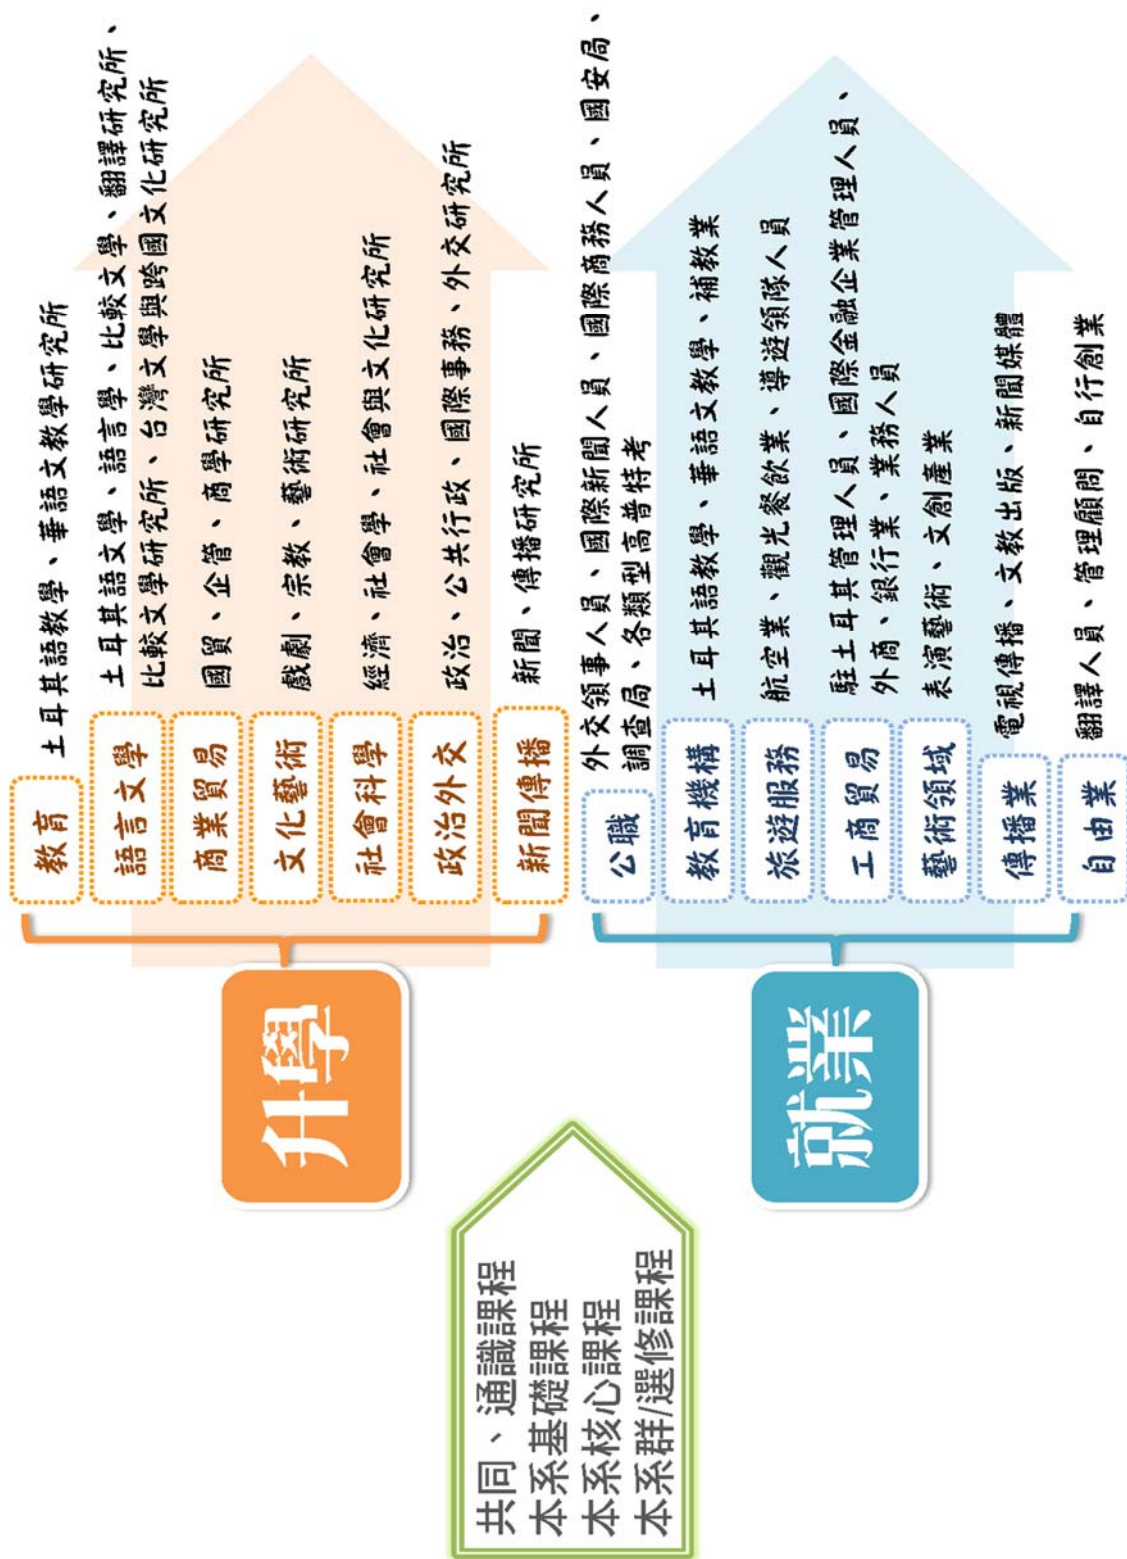 共同、通識課程
本系基礎課程
本系核心課程
本系群/選修課程
升學
教育
土耳其語教學、華語文教學研究所
語言文學
土耳其語文學、語言學、比較文學、翻譯研究所、
比較文學研究所、台灣文學與跨國文化研究所
商業貿易
國貿、企管、商學研究所
文化藝術
戲劇、宗教、藝術研究所
社會科學
經濟、社會學、社會與文化研究所
政治外交
政治、公共行政、國際事務、外交研究所
新聞傳播
新聞、傳播研究所
就業
公職
外交領事人員、國際新聞人員、國際商務人員、國安局、
調查局、各類型高普特考
教育機構
土耳其語教學、華語文教學、補教業
旅遊服務
航空業、觀光餐飲業、導遊領隊人員
工商貿易
駐土耳其管理人員、國際金融企業管理人員、
外商、銀行業、業務人員
藝術領域
表演藝術、文創產業
傳播業
電視傳播、文教出版、新聞媒體
自由業
翻譯人員、管理顧問、自行創業